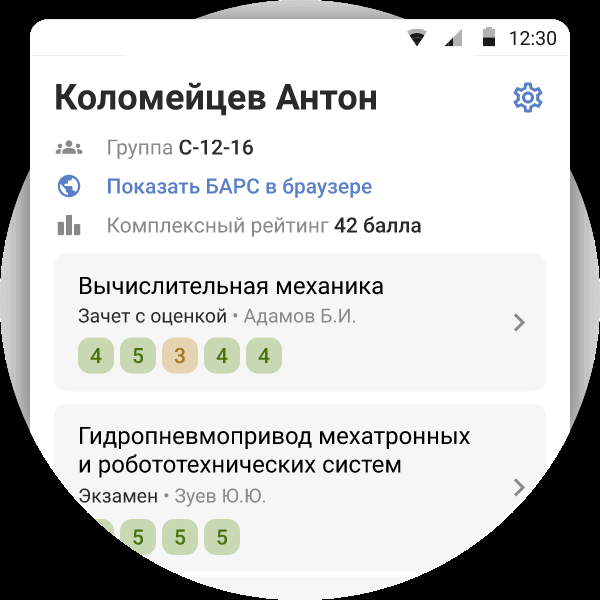 12:30
Коломейцев Антон
Группа С-12-16
Показать БАРС в браузере
Комплексный рейтинг 42 балла
Вычислительная механика
Зачет с оценкой • Адамов Б.И.
4 5 3 4 4
Гидропневмопривод мехатронных
и робототехнических систем
Экзамен • Зуев Ю.Ю.
5 5 5